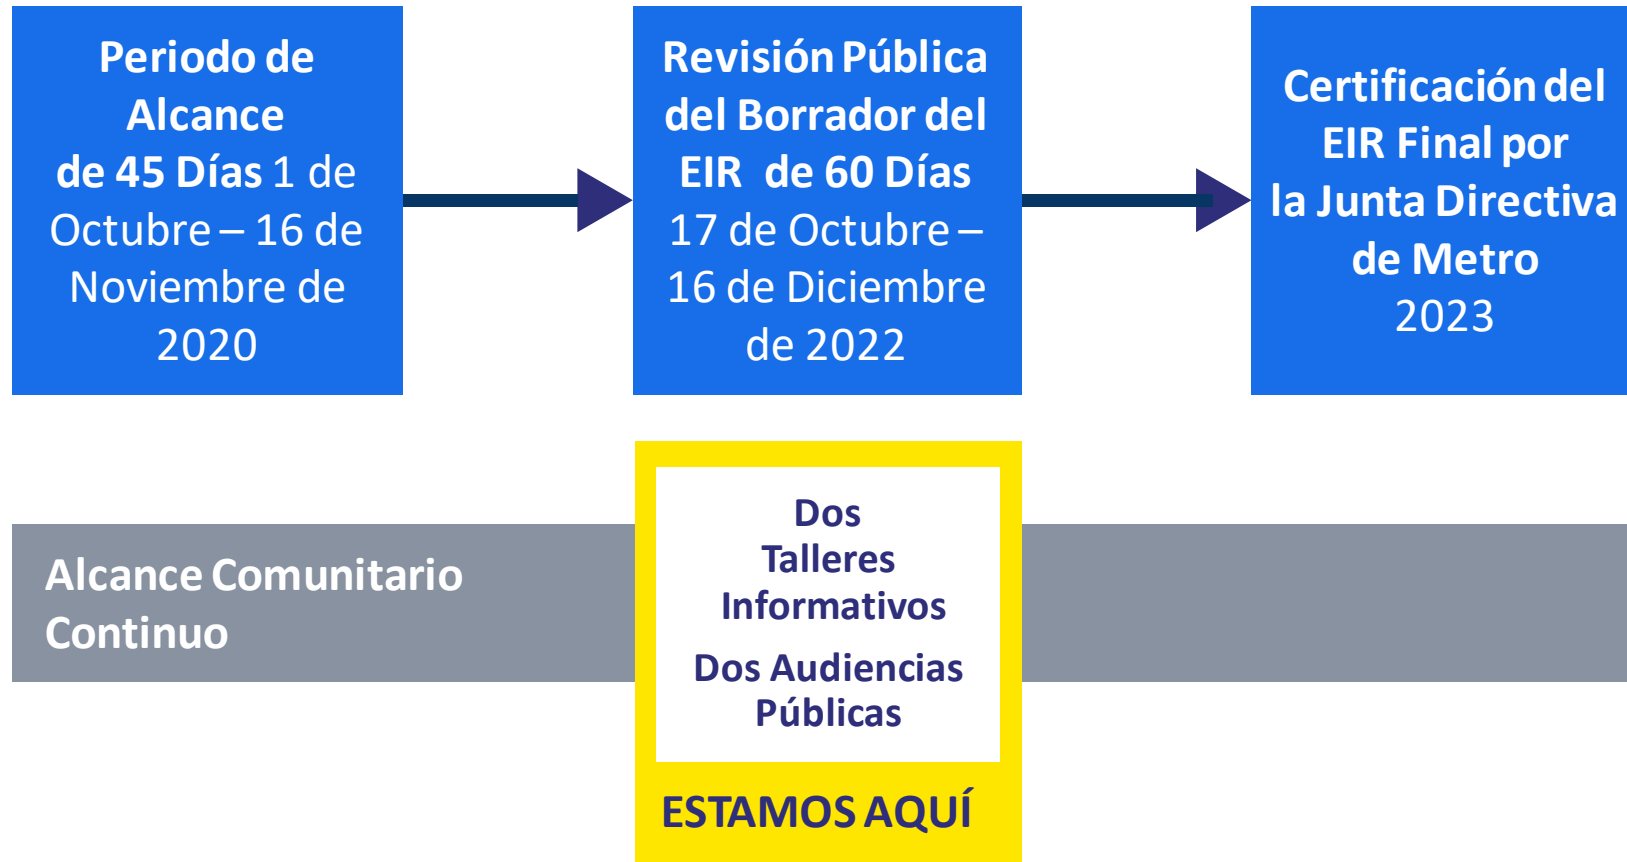 Periodo de
Alcance
de 45 Días 1 de
Octubre – 16 de
Noviembre de
2020
Revisión Pública
del Borrador del
EIR de 60 Días
17 de Octubre –
16 de Diciembre
de 2022
Certificación del
EIR Final por
la Junta Directiva
de Metro
2023
Alcance Comunitario
Continuo
Dos
Talleres
Informativos
Dos Audiencias
Públicas
ESTAMOS AQUÍ